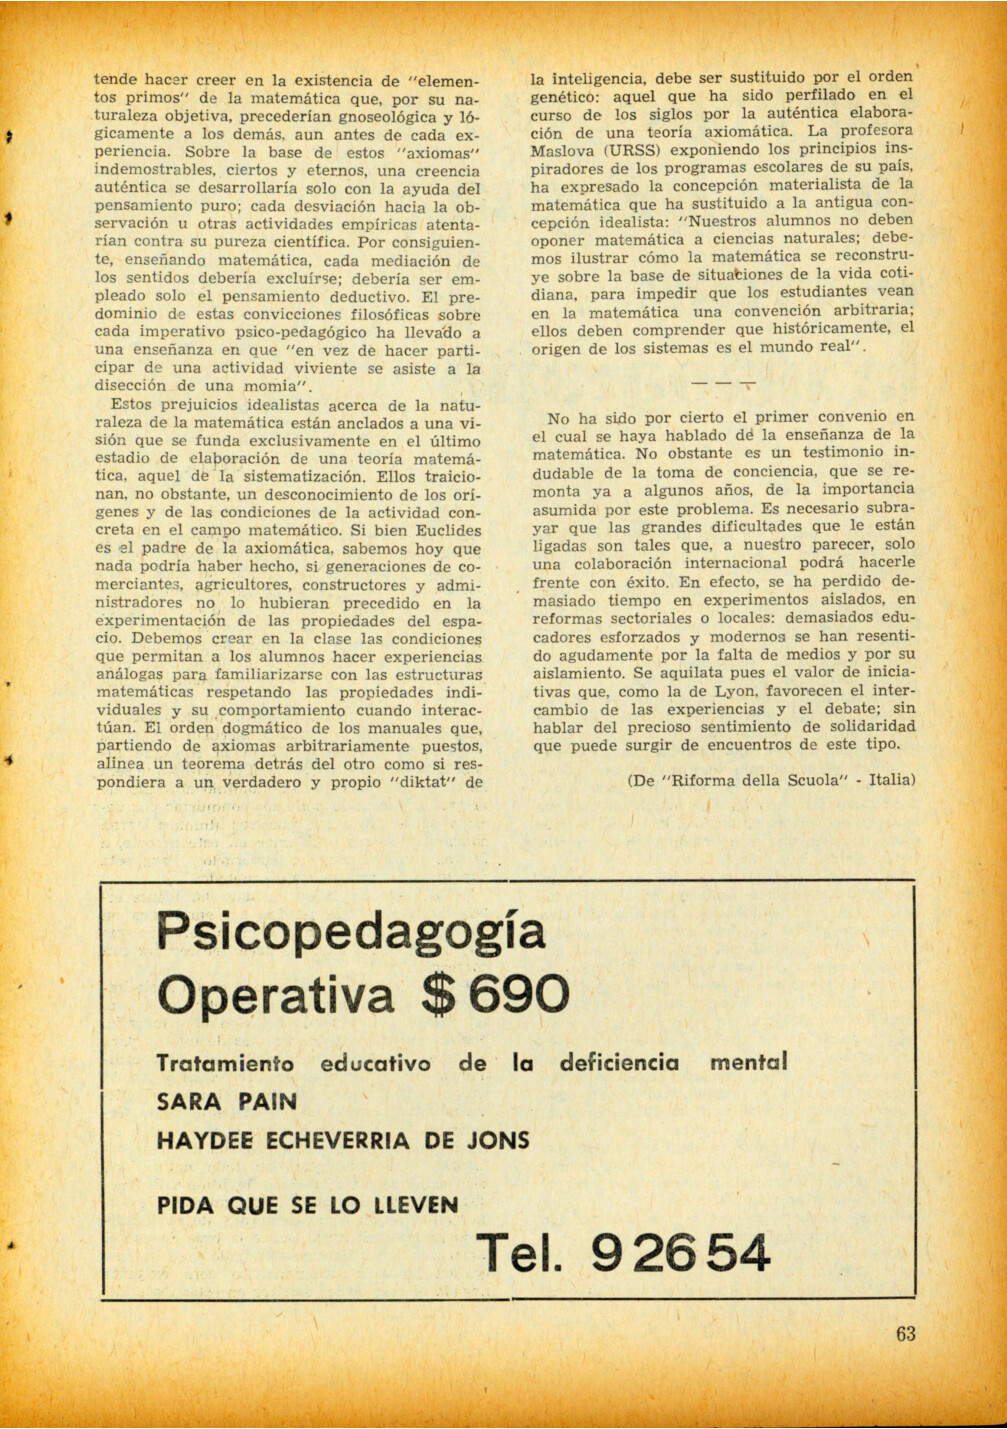 tende hacer creer en la existencia de "elemen-
tos primos" de la matemática que, por su na-
turaleza objetiva, precederían gnoseológica y ló-
gicamente a los demás, aun antes de cada ex-
periencia. Sobre la base de estos "axiomas"
indemostrables, ciertos y eternos, una creencia
auténtica se desarrollaría solo con la ayuda del
pensamiento puro; cada desviación hacia la ob-
servación u otras actividades empíricas atenta-
rían contra su pureza científica. Por consiguien-
te, enseñando matemática, cada mediación de
los sentidos debería excluírse; debería ser em-
pleado solo el pensamiento deductivo. El pre-
dominio de estas convicciones filosóficas sobre
cada imperativo psico-pedagógico ha llevado a
una enseñanza en que "en vez de hacer parti-
cipar de una actividad viviente se asiste a la
disección de una momia".
Estos prejuicios idealistas acerca de la natu-
raleza de la matemática están anclados a una vi-
sión que se funda exclusivamente en el último
estadio de elaboración de una teoría matemá-
tica, aquel de la sistematización. Ellos traicio-
nan, no obstante, un desconocimiento de los orí-
genes y de las condiciones de la actividad con-
creta en el campo matemático. Si bien Euclides
es el padre de la axiomática, sabemos hoy que
nada podría haber hecho, si generaciones de co-
merciantes, agricultores, constructores y admi-
nistradores no lo hubieran precedido en la
experimentación de las propiedades del espa-
cio. Debemos crear en la clase las condiciones
que permitan a los alumnos hacer experiencias
análogas para familiarizarse con las estructuras
matemáticas respetando las propiedades indi-
viduales y su comportamiento cuando interac-
túan. El orden dogmático de los manuales que,
partiendo de axiomas arbitrariamente puestos,
alinea un teorema detrás del otro como si res-
pondiera a un verdadero y propio "diktat" de
la inteligencia, debe ser sustituido por el orden
genético: aquel que ha sido perfilado en el
curso de los siglos por la auténtica elabora-
ción de una teoría axiomática. La profesora
Maslova (URSS) exponiendo los principios ins-
piradores de los programas escolares de su país,
ha expresado la concepción materialista de la
matemática que ha sustituido a la antigua con-
cepción idealista: "Nuestros alumnos no deben
oponer matemática a ciencias naturales; debe-
mos ilustrar cómo la matemática se reconstru-
ye sobre la base de situaciones de la vida coti-
diana, para impedir que los estudiantes vean
en la matemática una convención arbitraria;
ellos deben comprender que históricamente, el
origen de los sistemas es el mundo real".
— — —
No ha sido por cierto el primer convenio en
el cual se haya hablado de la enseñanza de la
matemática. No obstante es un testimonio in-
dudable de la toma de conciencia, que se re-
monta ya a algunos años, de la importancia
asumida por este problema. Es necesario subra-
yar que las grandes dificultades que le están
ligadas son tales que, a nuestro parecer, solo
una colaboración internacional podrá hacerle
frente con éxito. En efecto, se ha perdido de-
masiado tiempo en experimentos aislados, en
reformas sectoriales o locales: demasiados edu-
cadores esforzados y modernos se han resenti-
do agudamente por la falta de medios y por su
aislamiento. Se aquilata pues el valor de inicia-
tivas que, como la de Lyon, favorecen el inter-
cambio de las experiencias y el debate; sin
hablar del precioso sentimiento de solidaridad
que puede surgir de encuentros de este tipo.
(De "Riforma della Scuola" - Italia)
Psicopedagogía
Operativa $ 690
Tratamiento educativo de la deficiencia mental
SARA PAIN
HAYDEE ECHEVERRIA DE JONS
PIDA QUE SE LO LLEVEN
Tel. 92654
63